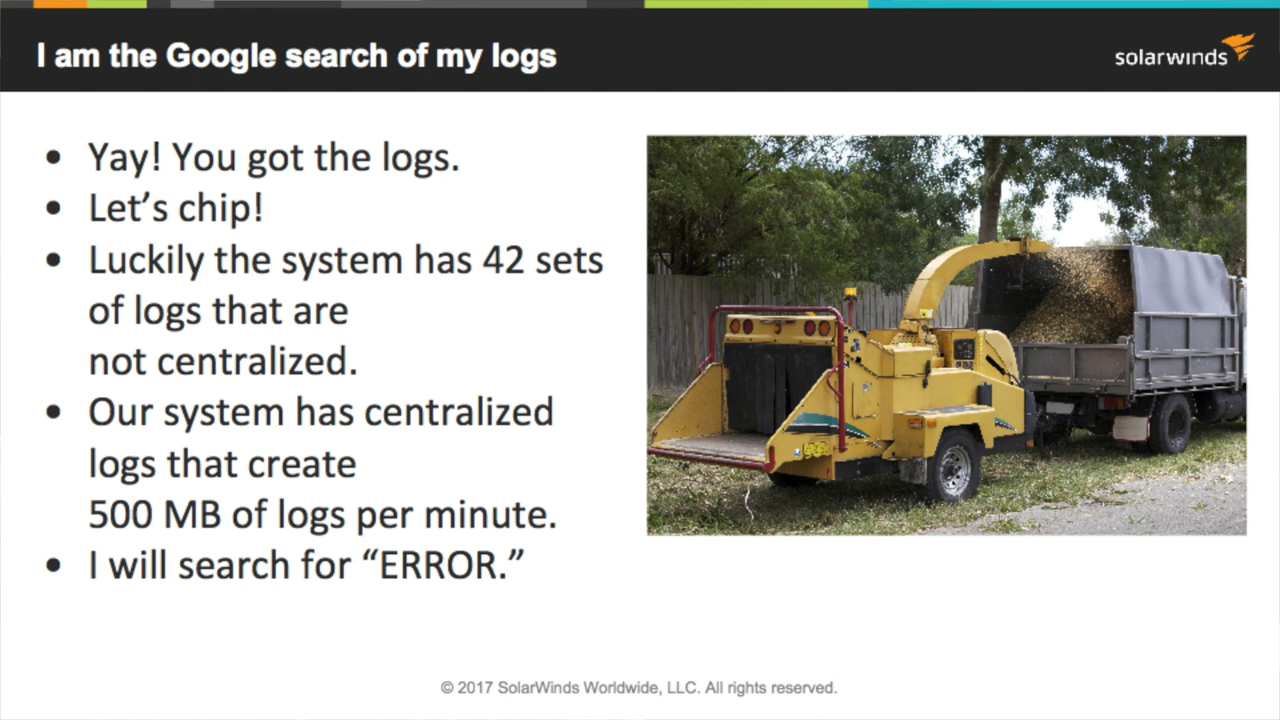 I am the Google search of my logs
solarwinds
• Yay! You got the logs.
• Let’s chip!
• Luckily the system has 42 sets
of logs that are
not centralized.
• Our system has centralized
logs that create
500 MB of logs per minute.
• I will search for “ERROR.”
© 2017 SolarWinds Worldwide, LLC. All rights reserved.